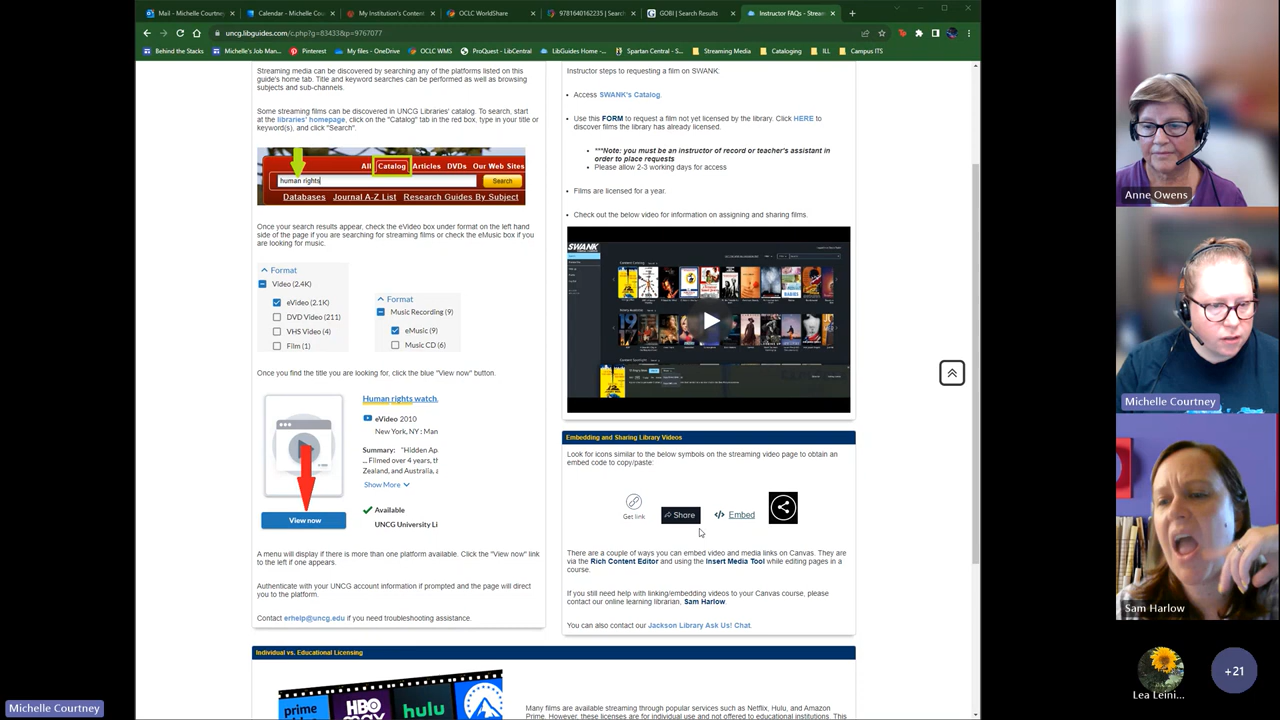 Mail - Michelle Courtney
Calendar - Michelle Courtney
My Institution's Content
OCLC WorldShare
9781640162235 | Search
GOBI | Search Results
Instructor FAQs - Stream
uncg.libguides.com/c.php?g=83433&p=9767077
Behind the Stacks
Michelle's Job Man...
Pinterest
My files - OneDrive
OCLC WMS
ProQuest - LibCentral
LibGuides Home -...
Spartan Central - S...
Streaming Media
Cataloging
ILL
Campus ITS
Streaming media can be discovered by searching any of the platforms listed on this
guide's home tab. Title and keyword searches can be performed as well as browsing
subjects and sub-channels.
Some streaming films can be discovered in UNCG Libraries' catalog. To search, start
at the libraries' homepage, click on the "Catalog" tab in the red box, type in your title or
keyword(s), and click "Search".
All Catalog Articles DVDs Our Web Sites
human rights
Search
Databases Journal A-Z List Research Guides By Subject
Once your search results appear, check the eVideo box under format on the left hand
side of the page if you are searching for streaming films or check the eMusic box if you
are looking for music.
Format
Video (2.4K)
eVideo (2.1K)
DVD Video (211)
VHS Video (4)
Film (1)
Format
Music Recording (9)
eMusic (9)
Music CD (6)
Once you find the title you are looking for, click the blue "View now" button.
Human rights watch.
eVideo 2010
New York, NY : Man
Summary: "Hidden Ap
... Filmed over 4 years, th
Zealand, and Australia, a
Show More
Available
UNCG University Li
View now
A menu will display if there is more than one platform available. Click the "View now" link
to the left if one appears.
Authenticate with your UNCG account information if prompted and the page will direct
you to the platform.
Contact erhelp@uncg.edu if you need troubleshooting assistance.
Instructor steps to requesting a film on SWANK:
Access SWANK's Catalog.
Use this FORM to request a film not yet licensed by the library. Click HERE to
discover films the library has already licensed.
***Note: you must be an instructor of record or teacher's assistant in
order to place requests
Please allow 2-3 working days for access
Films are licensed for a year.
Check out the below video for information on assigning and sharing films.
SWANK
Embedding and Sharing Library Videos
Look for icons similar to the below symbols on the streaming video page to obtain an
embed code to copy/paste:
Get link
Share
Embed
There are a couple of ways you can embed video and media links on Canvas. They are
via the Rich Content Editor and using the Insert Media Tool while editing pages in a
course.
If you still need help with linking/embedding videos to your Canvas course, please
contact our online learning librarian, Sam Harlow.
You can also contact our Jackson Library Ask Us! Chat.
Individual vs. Educational Licensing
prime
HBO
hulu
Many films are available streaming through popular services such as Netflix, Hulu, and Amazon
Prime. However, these licenses are for individual use and not offered to educational institutions. This
Anne Owens
Michelle Courtney
Sam Harlow
Lea Leini...
+21
Michelle Courtney